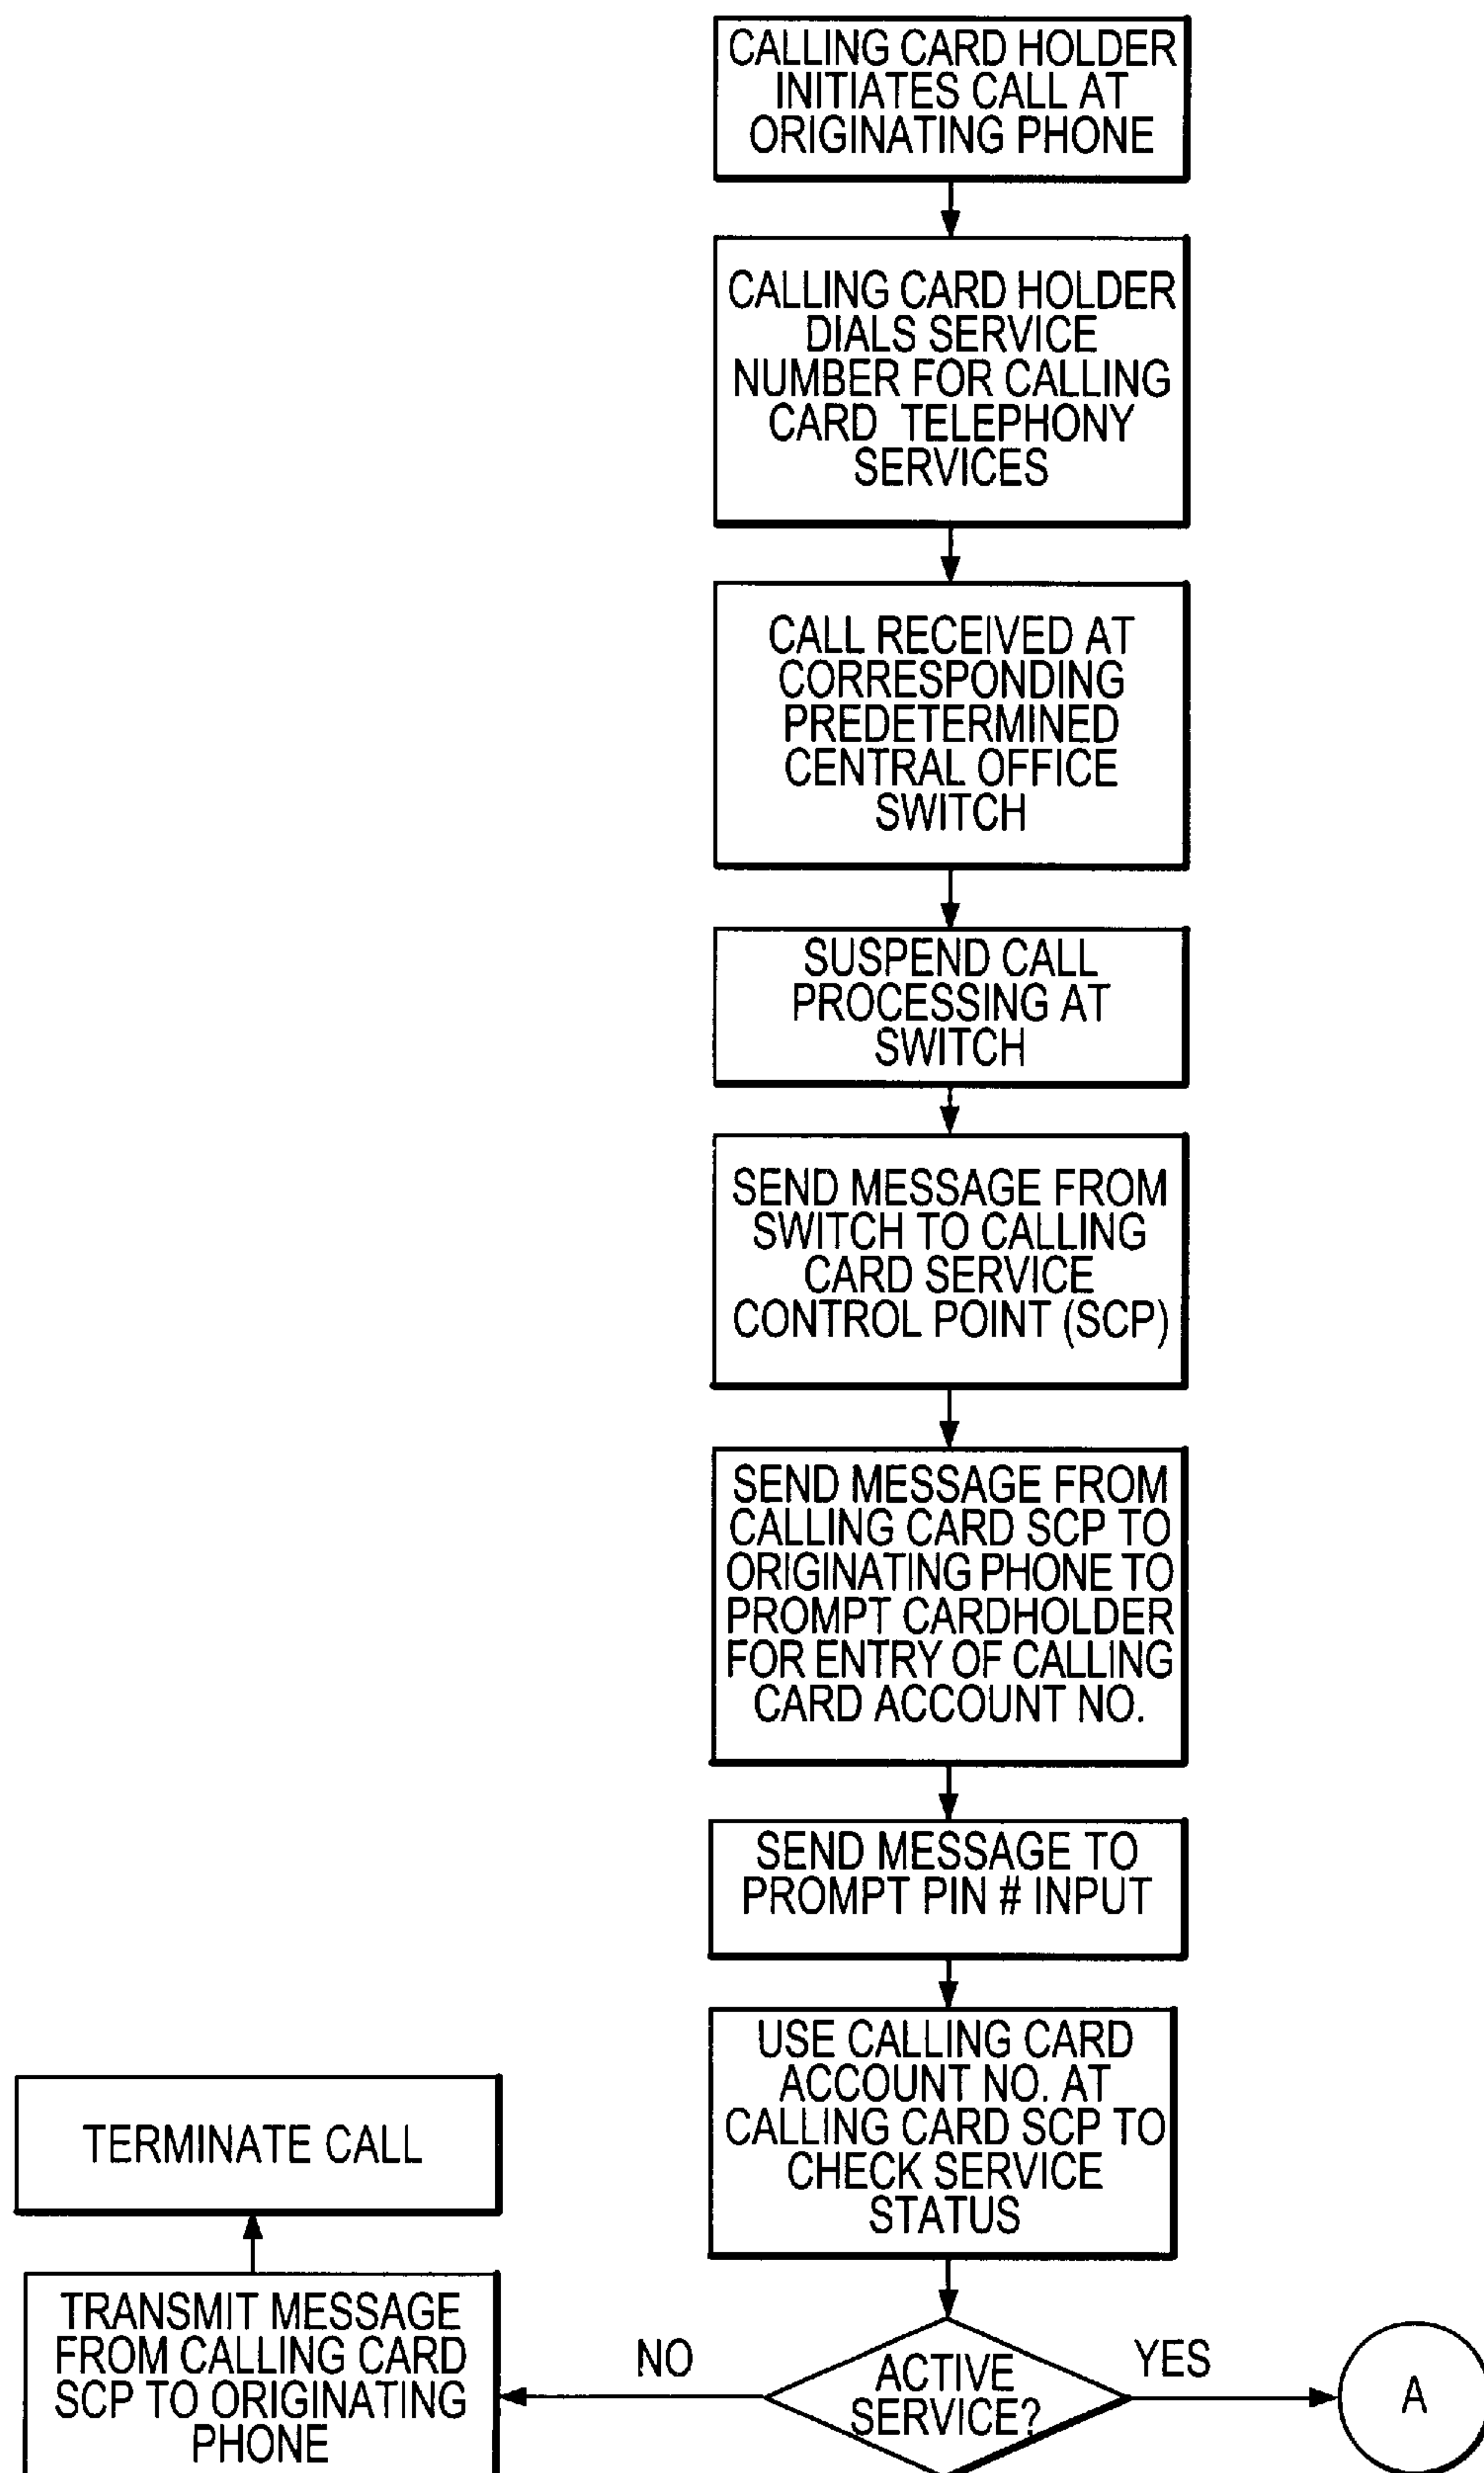 CALLING CARD HOLDER
INITIATES CALL AT
ORIGINATING PHONE
CALLING CARD HOLDER
DIALS SERVICE
NUMBER FOR CALLING
CARD TELEPHONY
SERVICES
CALL RECEIVED AT
CORRESPONDING
PREDETERMINED
CENTRAL OFFICE
SWITCH
SUSPEND CALL
PROCESSING AT
SWITCH
SEND MESSAGE FROM
SWITCH TO CALLING
CARD SERVICE
CONTROL POINT (SCP)
SEND MESSAGE FROM
CALLING CARD SCP TO
ORIGINATING PHONE TO
PROMPT CARDHOLDER
FOR ENTRY OF CALLING
CARD ACCOUNT NO.
SEND MESSAGE TO
PROMPT PIN # INPUT
USE CALLING CARD
ACCOUNT NO. AT
CALLING CARD SCP TO
CHECK SERVICE
STATUS
ACTIVE
SERVICE?
NO
YES
A
TRANSMIT MESSAGE
FROM CALLING CARD
SCP TO ORIGINATING
PHONE
TERMINATE CALL